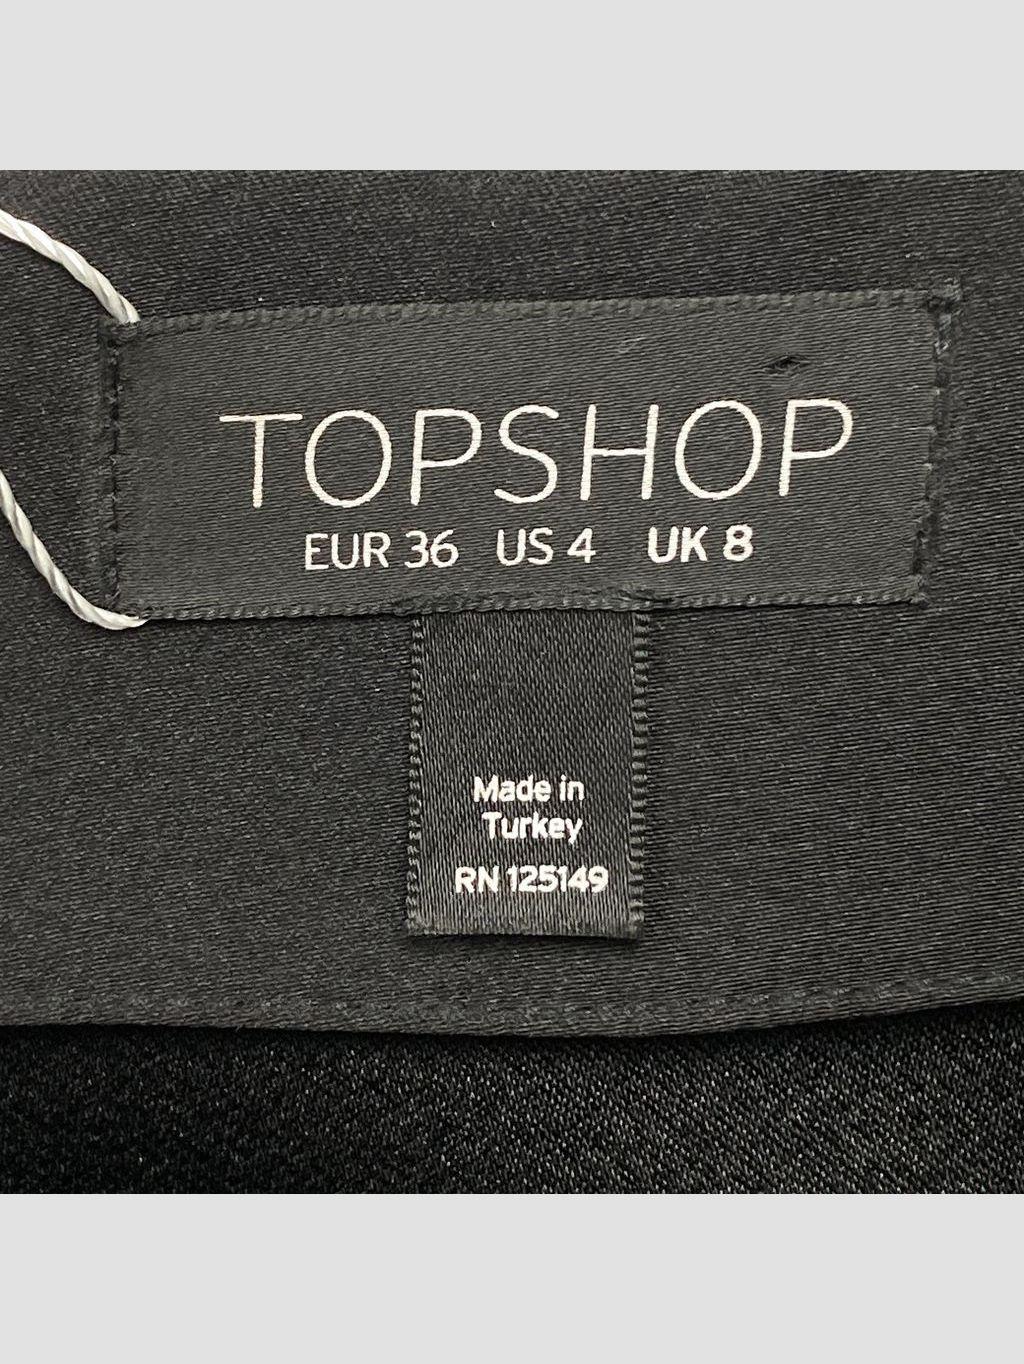 TOPSHOP
EUR 36 US 4 UK 8
Made in
Turkey
RN 125149